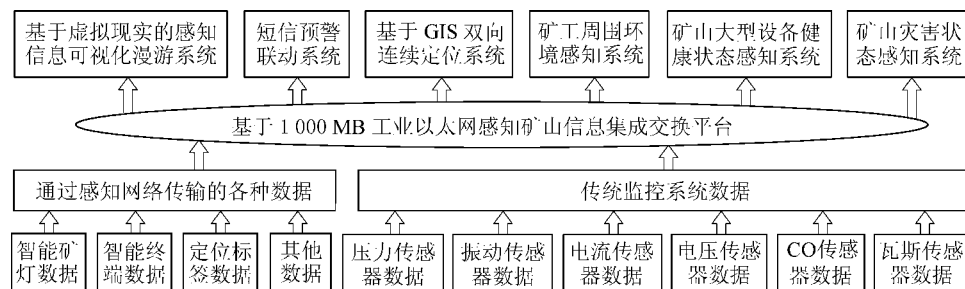 基于虚拟现实的感知
信息可视化漫游系统
短信预警
联动系统
基于 GIS 双向
连续定位系统
矿工周围环
境感知系统
矿山大型设备健
康状态感知系统
矿山灾害状
态感知系统
基于 1 000 MB 工业以太网感知矿山信息集成交换平台
通过感知网络传输的各种数据
传统监控系统数据
智能矿
灯数据
智能终
端数据
定位标
签数据
其他
数据
压力传感
器数据
振动传
感器数据
电流传感
器数据
电压传感
器数据
CO传感
器数据
瓦斯传感
器数据